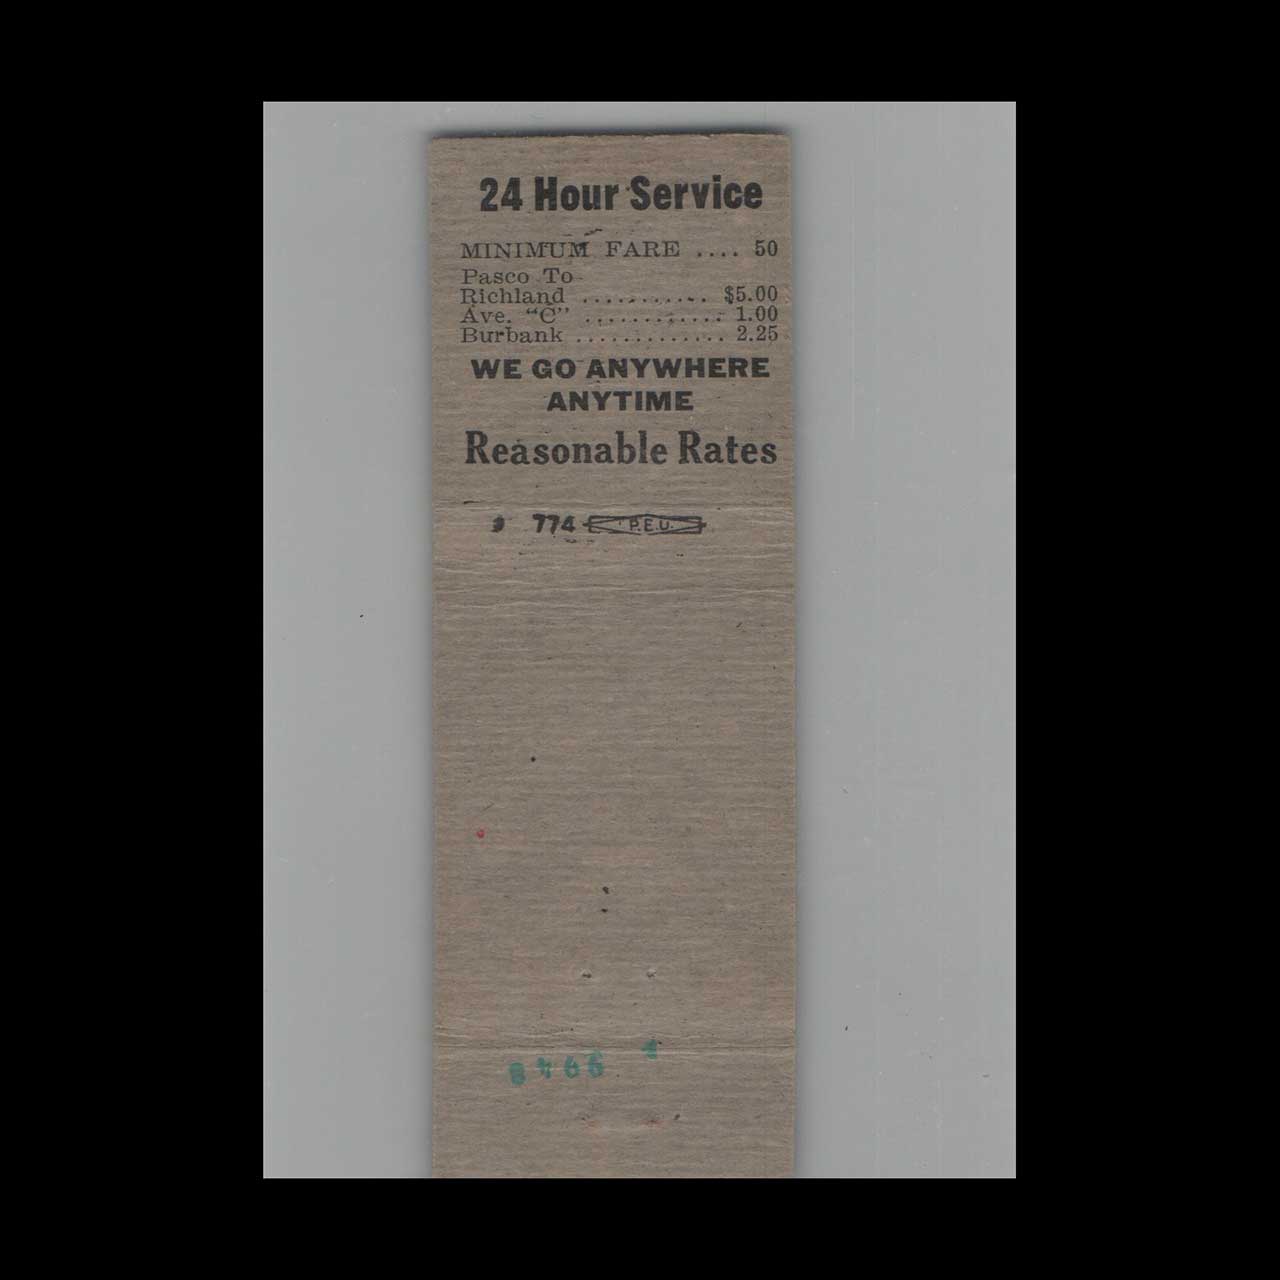 24 Hour Service
MINIMUM FARE .... 50
Pasco To
Richland ........... $5.00
Ave. "C" ............ 1.00
Burbank ............. 2.25
WE GO ANYWHERE
ANYTIME
Reasonable Rates
774 P.E.U.